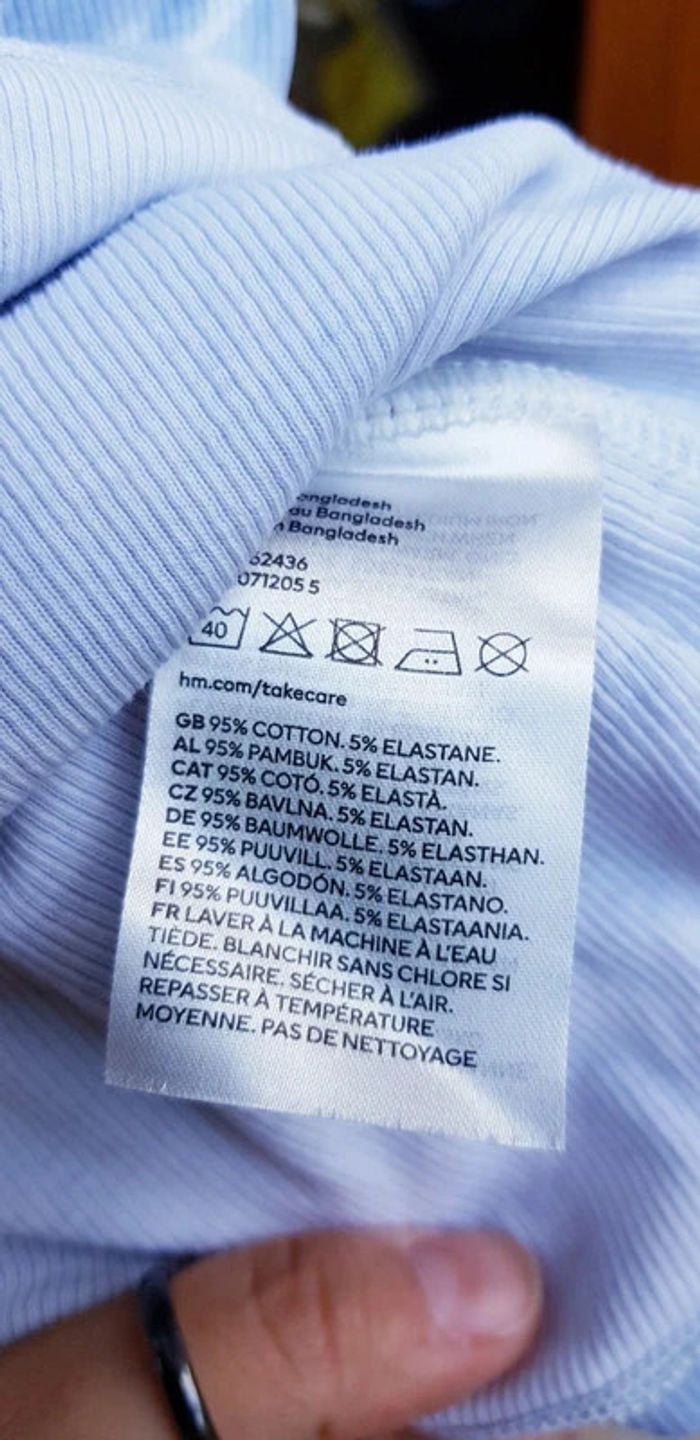 au Bangladesh
Bangladesh
62436
071205 5
40
hm.com/takecare
GB 95% COTTON. 5% ELASTANE.
AL 95% PAMBUK. 5% ELASTAN.
CAT 95% COTÓ. 5% ELASTÀ.
CZ 95% BAVLNA. 5% ELASTAN.
DE 95% BAUMWOLLE. 5% ELASTHAN.
EE 95% PUUVILL. 5% ELASTAAN.
ES 95% ALGODÓN. 5% ELASTANO.
FI 95% PUUVILLAA. 5% ELASTAANIA.
FR LAVER À LA MACHINE À L'EAU
TIÈDE. BLANCHIR SANS CHLORE SI
NÉCESSAIRE. SÉCHER À L'AIR.
REPASSER À TEMPÉRATURE
MOYENNE. PAS DE NETTOYAGE